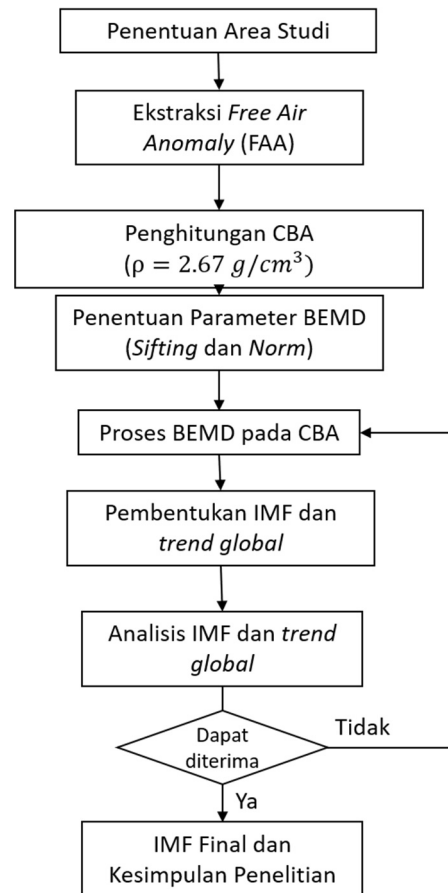 Penentuan Area Studi
Ekstraksi Free Air
Anomaly (FAA)
Penghitungan CBA
(ρ = 2.67 g/cm³)
Penentuan Parameter BEMD
(Sifting dan Norm)
Proses BEMD pada CBA
Pembentukan IMF dan
trend global
Analisis IMF dan trend
global
Dapat
diterima
Tidak
Ya
IMF Final dan
Kesimpulan Penelitian